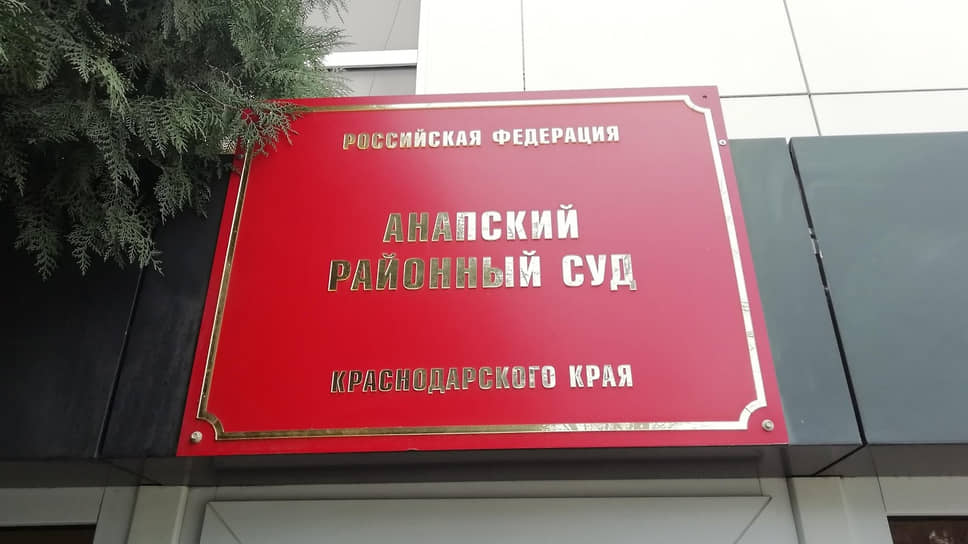 РОССИЙСКАЯ ФЕДЕРАЦИЯ
АНАПСКИЙ
РАЙОННЫЙ СУД
КРАСНОДАРСКОГО КРАЯ